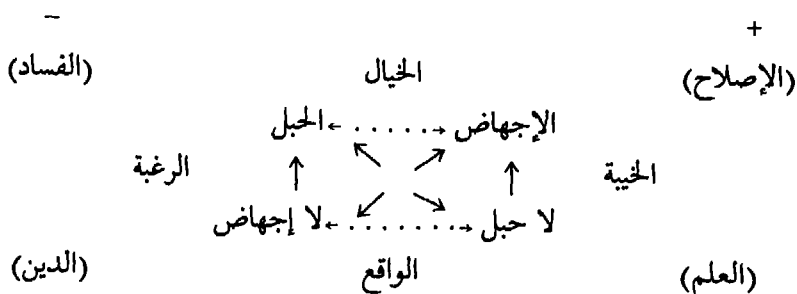 + −
(الإصلاح) الخيال (الفساد)
الإجهاض الحبل
الخيبة الرغبة
لا حبل لا إجهاض
(العلم) الواقع (الدين)